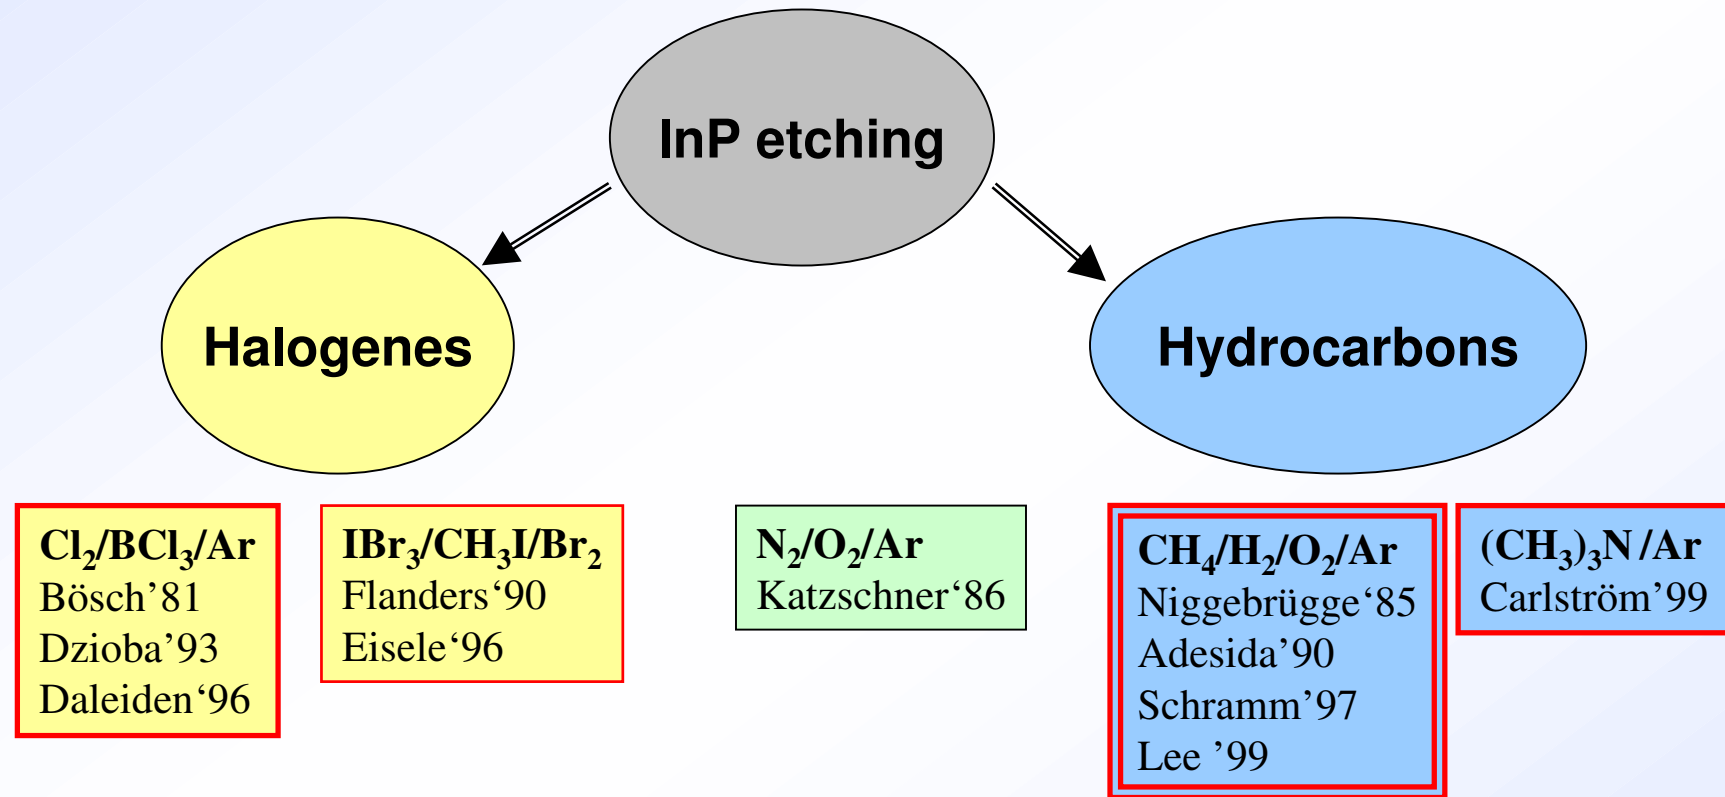 InP etching
Halogenes
Hydrocarbons
Cl₂/BCl₃/Ar
Bösch’81
Dzioba’93
Daleiden‘96
IBr₃/CH₃I/Br₂
Flanders‘90
Eisele‘96
N₂/O₂/Ar
Katzschner‘86
CH₄/H₂/O₂/Ar
Niggebrügge‘85
Adesida’90
Schramm’97
Lee ’99
(CH₃)₃N/Ar
Carlström’99